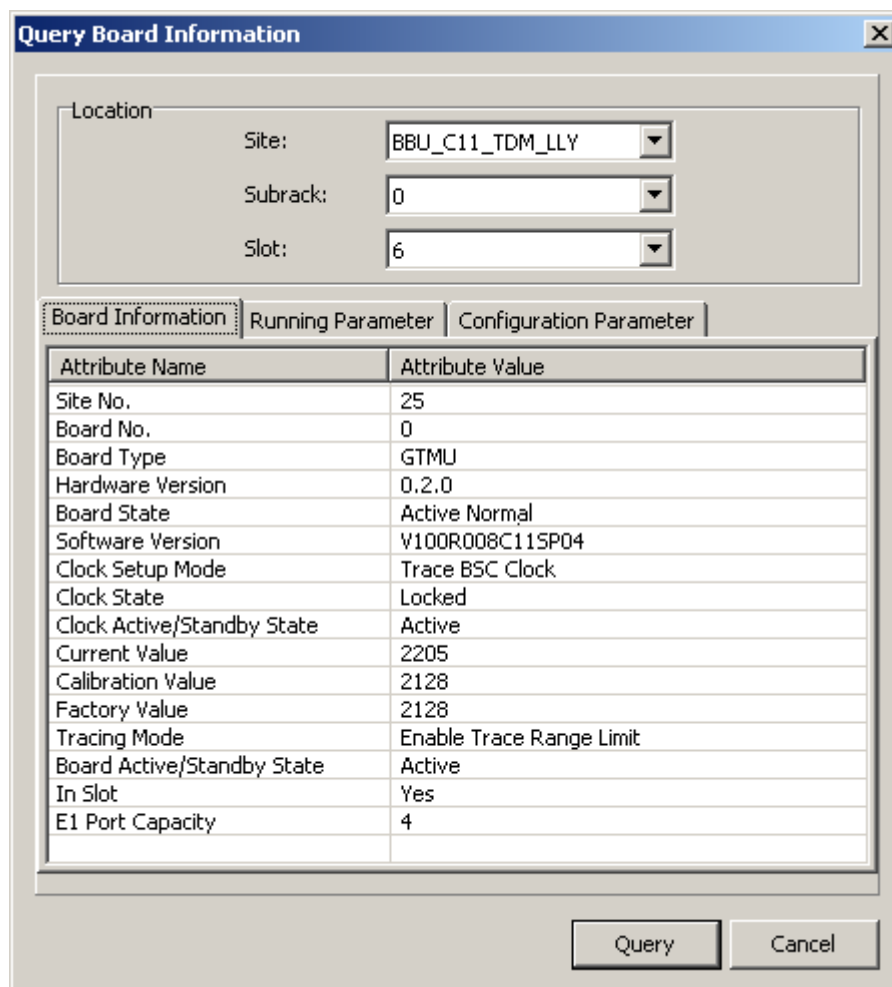 Query Board Information
Location
Site: BBU_C11_TDM_LLY
Subrack: 0
Slot: 6
Board Information Running Parameter Configuration Parameter
Attribute Name Attribute Value
Site No. 25
Board No. 0
Board Type GTMU
Hardware Version 0.2.0
Board State Active Normal
Software Version V100R008C11SP04
Clock Setup Mode Trace BSC Clock
Clock State Locked
Clock Active/Standby State Active
Current Value 2205
Calibration Value 2128
Factory Value 2128
Tracing Mode Enable Trace Range Limit
Board Active/Standby State Active
In Slot Yes
E1 Port Capacity 4
Query Cancel